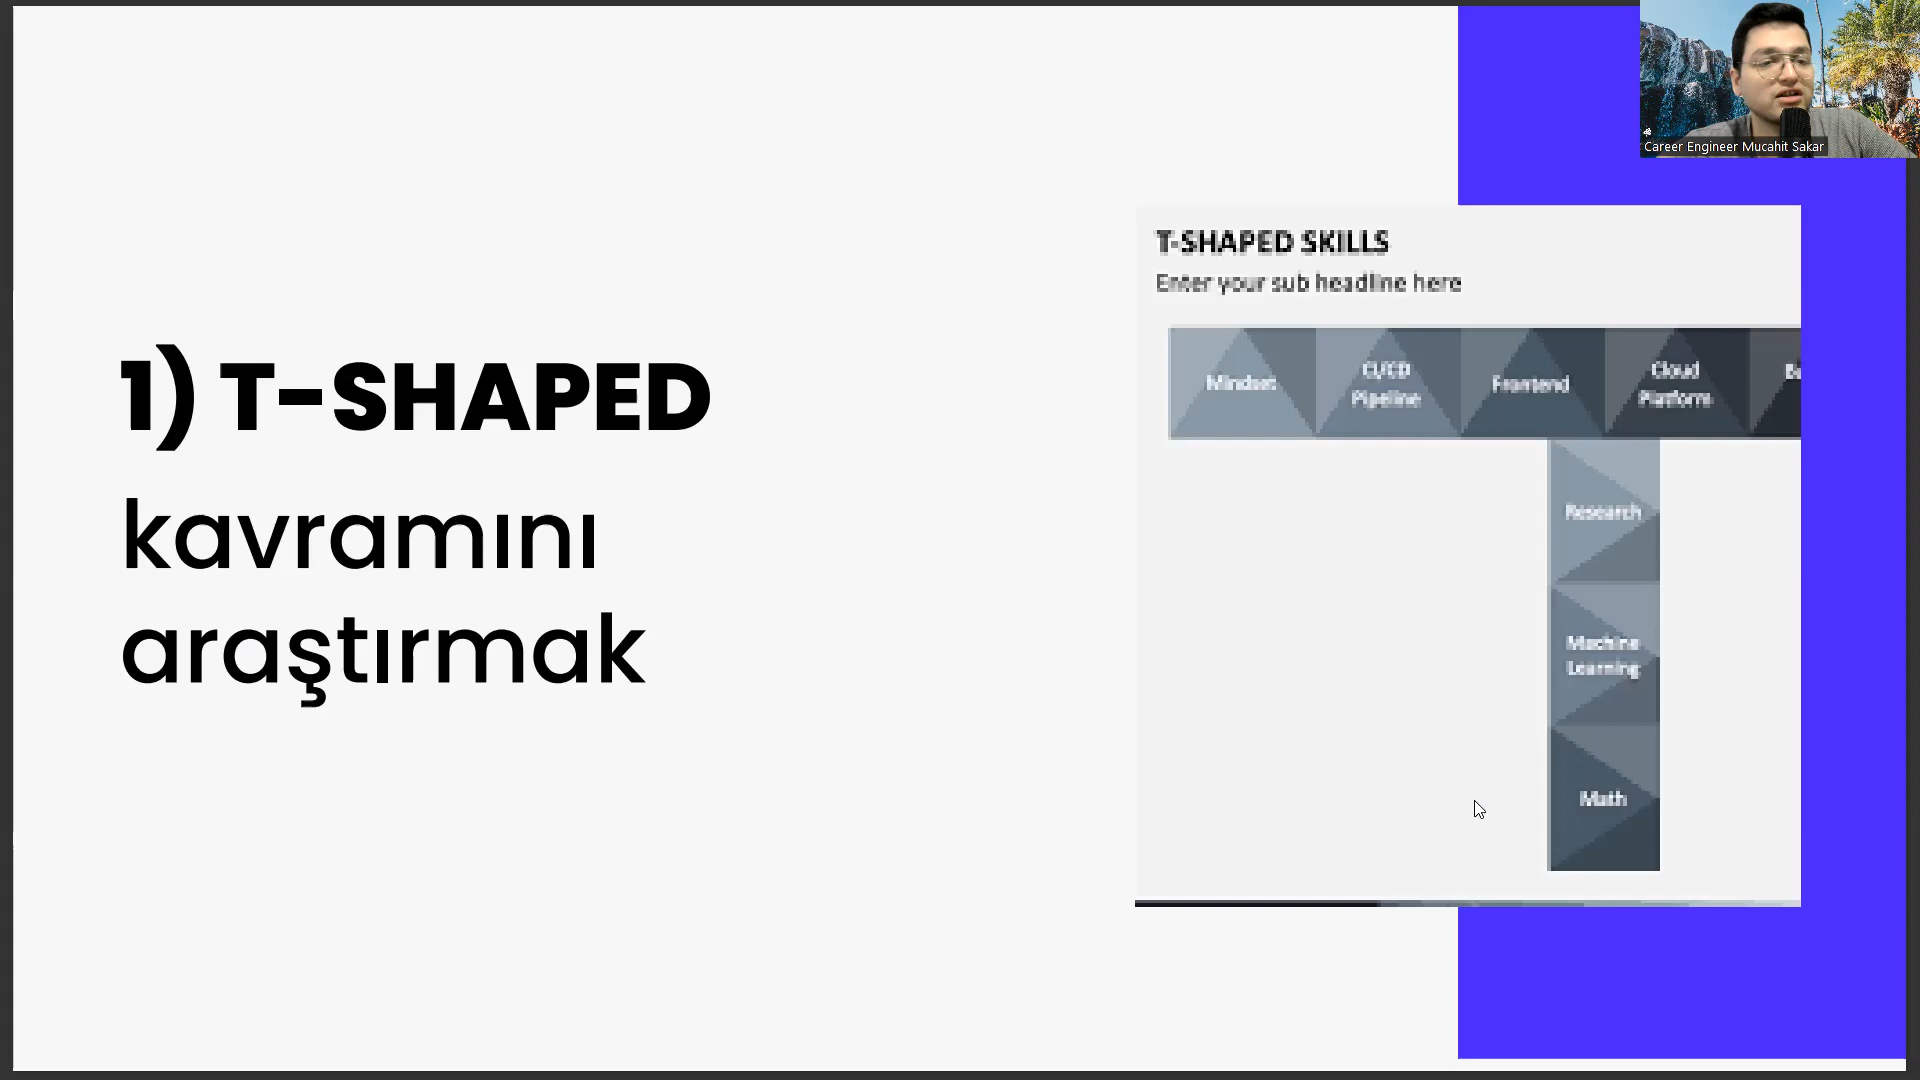 Career Engineer Mucahit Sakar
1) T-SHAPED
kavramını
araştırmak
T-SHAPED SKILLS
Enter your sub headline here
Mindset
CI/CD
Pipeline
Frontend
Cloud
Platform
Research
Machine
Learning
Math